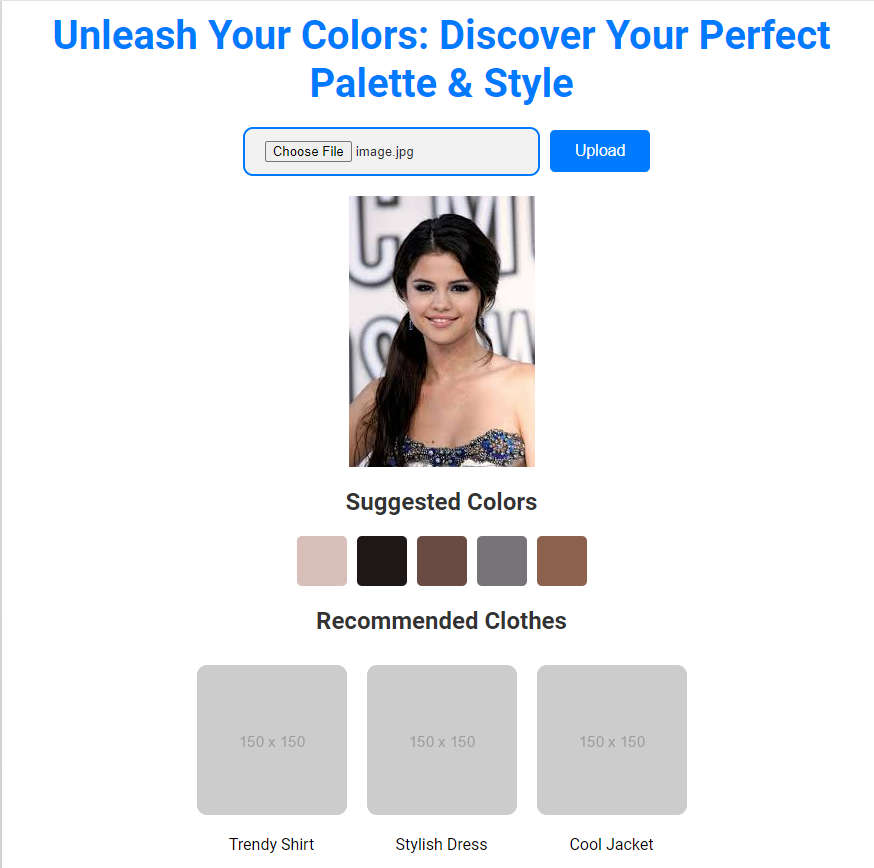 Unleash Your Colors: Discover Your Perfect
Palette & Style
Choose File image.jpg
Upload
Suggested Colors
Recommended Clothes
150 x 150
150 x 150
150 x 150
Trendy Shirt
Stylish Dress
Cool Jacket